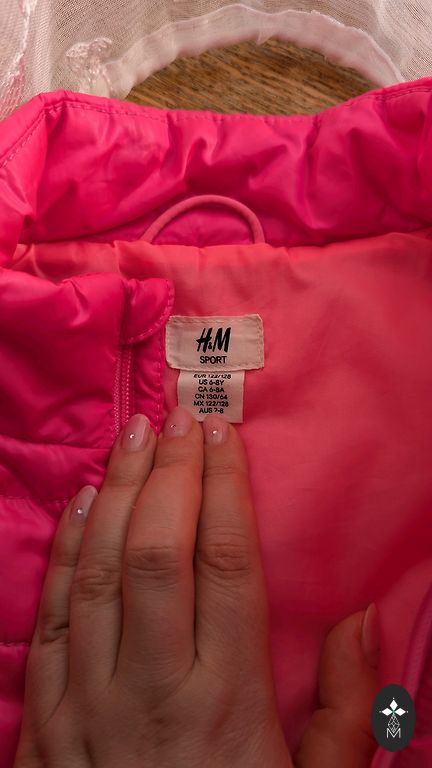 H&M
SPORT
EUR 122/128
US 6-8Y
CA 6-8A
CN 130/64
MX 122/128
AUS 7-8